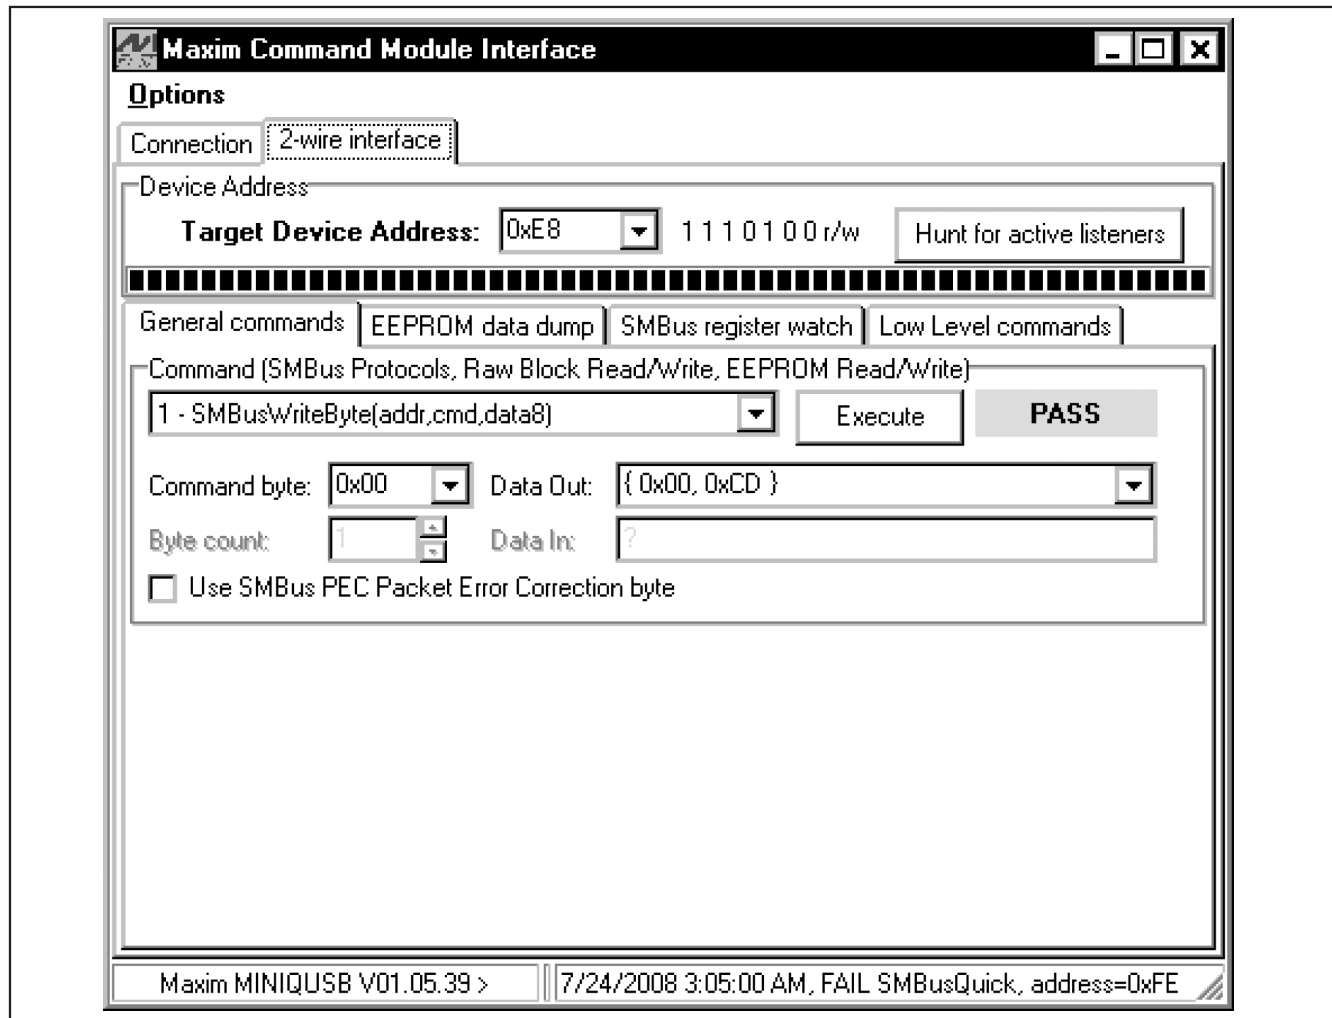 Maxim Command Module Interface
Options
Connection 2-wire interface
Device Address
Target Device Address: 0xE8 1 1 1 0 1 0 0 r/w Hunt for active listeners
General commands EEPROM data dump SMBus register watch Low Level commands
Command (SMBus Protocols, Raw Block Read/Write, EEPROM Read/Write)
1 - SMBusWriteByte(addr,cmd,data8) Execute PASS
Command byte: 0x00 Data Out: { 0x00, 0xCD }
Byte count: 1 Data In: ?
Use SMBus PEC Packet Error Correction byte
Maxim MINIQUSB V01.05.39 > 7/24/2008 3:05:00 AM, FAIL SMBusQuick, address=0xFE